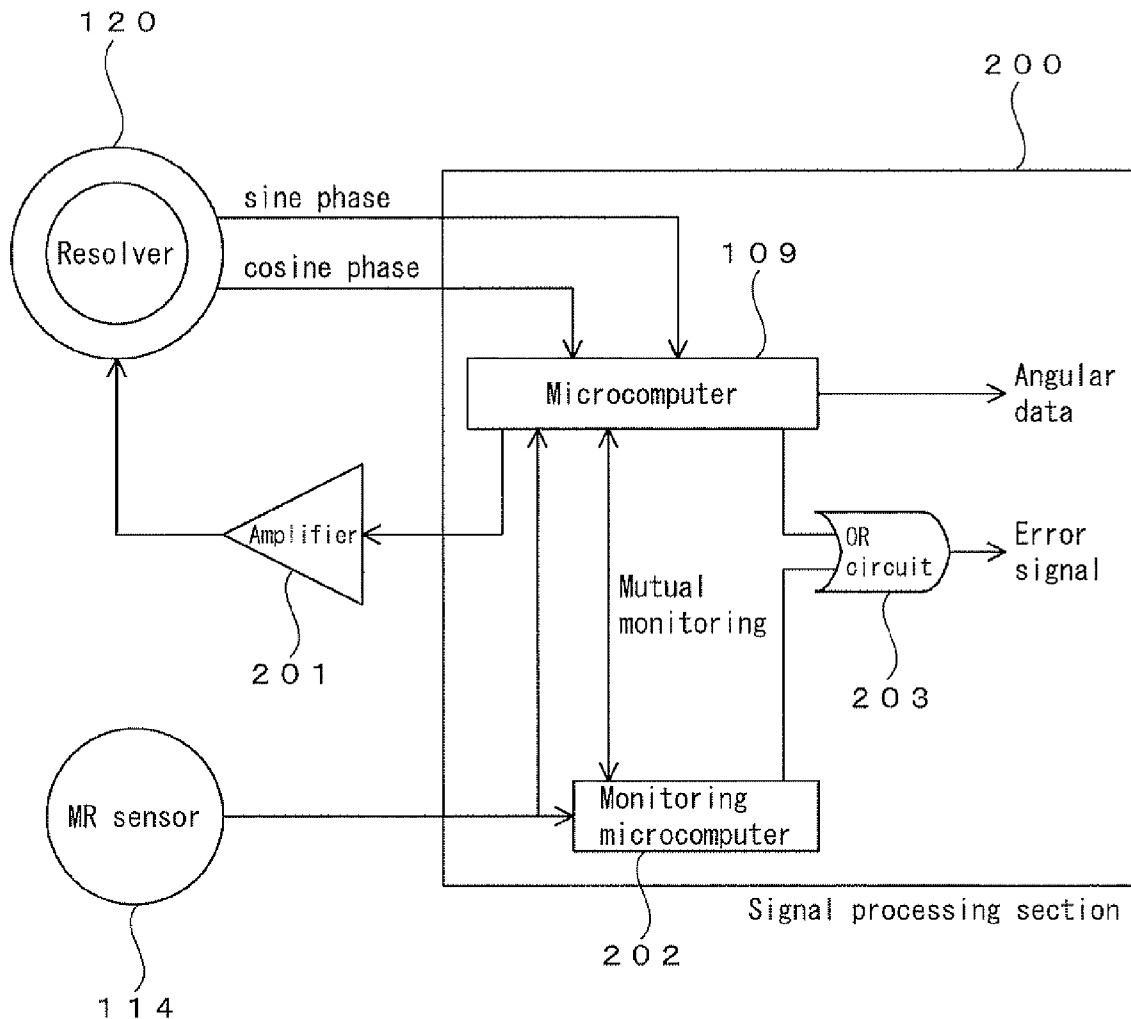 120
200
sine phase
Resolver
cosine phase
109
Microcomputer
Angular
data
Amplifier
OR
circuit
Error
signal
Mutual
monitoring
201
203
MR sensor
Monitoring
microcomputer
Signal processing section
202
114